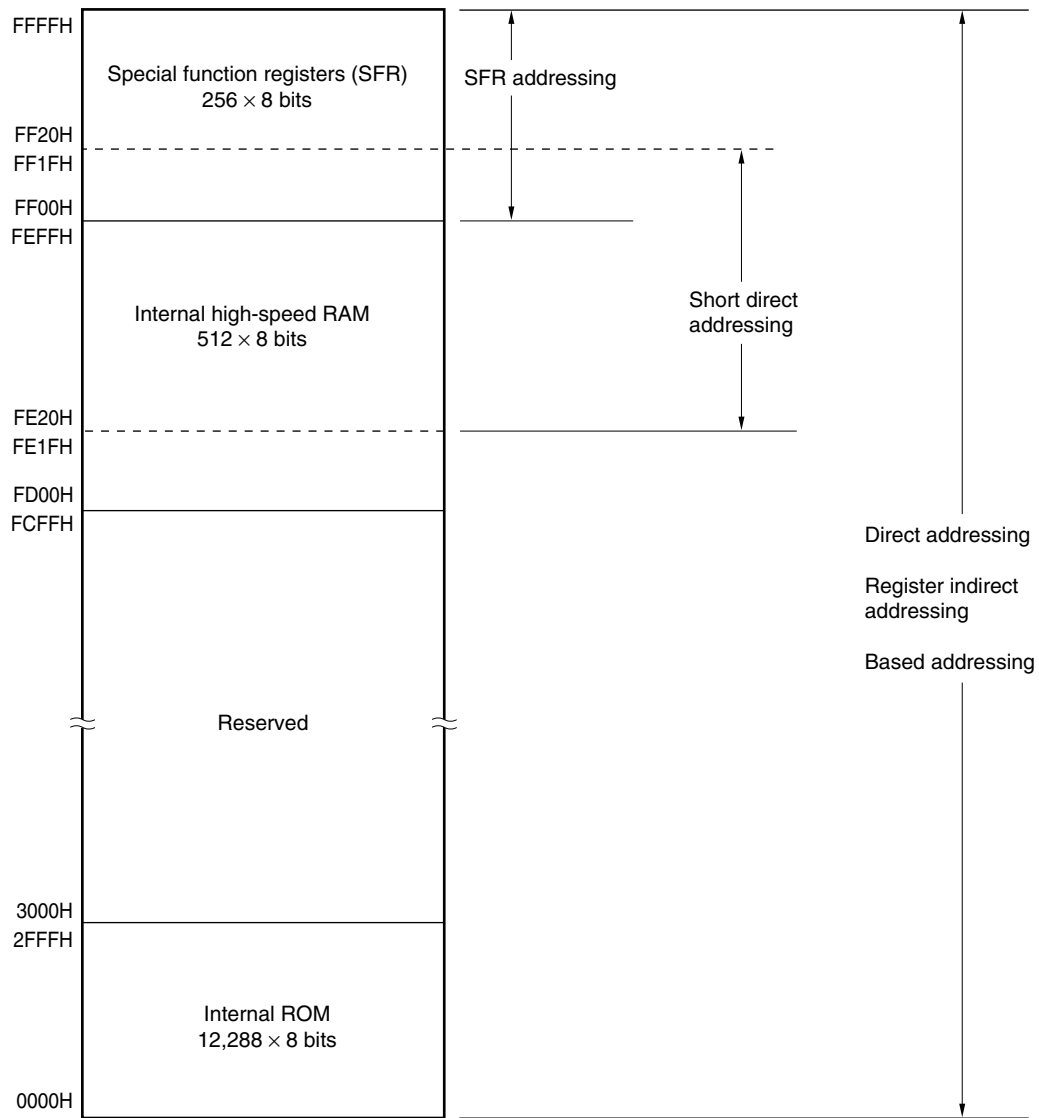 FFFFH
Special function registers (SFR)
256 × 8 bits
SFR addressing
FF20H
FF1FH
FF00H
FEFFH
Internal high-speed RAM
512 × 8 bits
Short direct
addressing
FE20H
FE1FH
FD00H
FCFFH
Direct addressing
Register indirect
addressing
Based addressing
Reserved
3000H
2FFFH
Internal ROM
12,288 × 8 bits
0000H